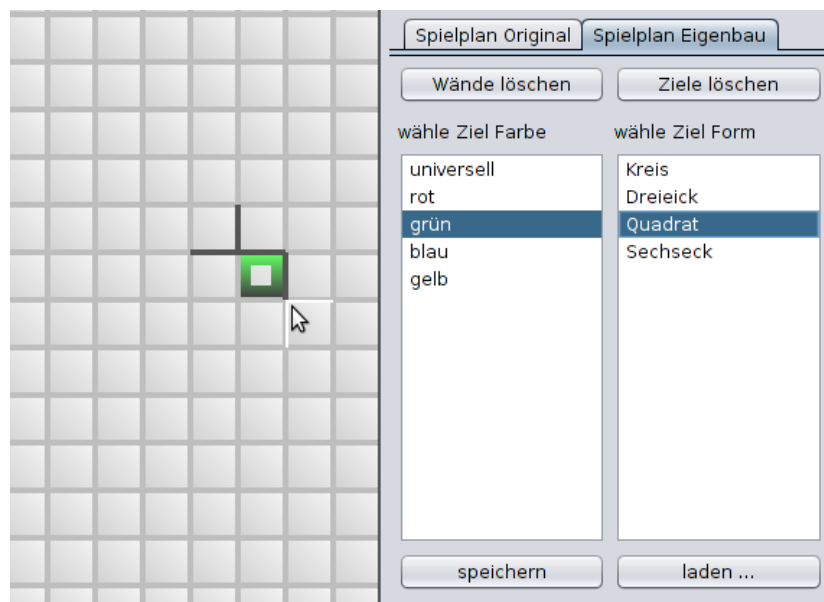 Spielplan Original
Spielplan Eigenbau
Wände löschen
Ziele löschen
wähle Ziel Farbe
wähle Ziel Form
universell
rot
grün
blau
gelb
Kreis
Dreieick
Quadrat
Sechseck
speichern
laden ...